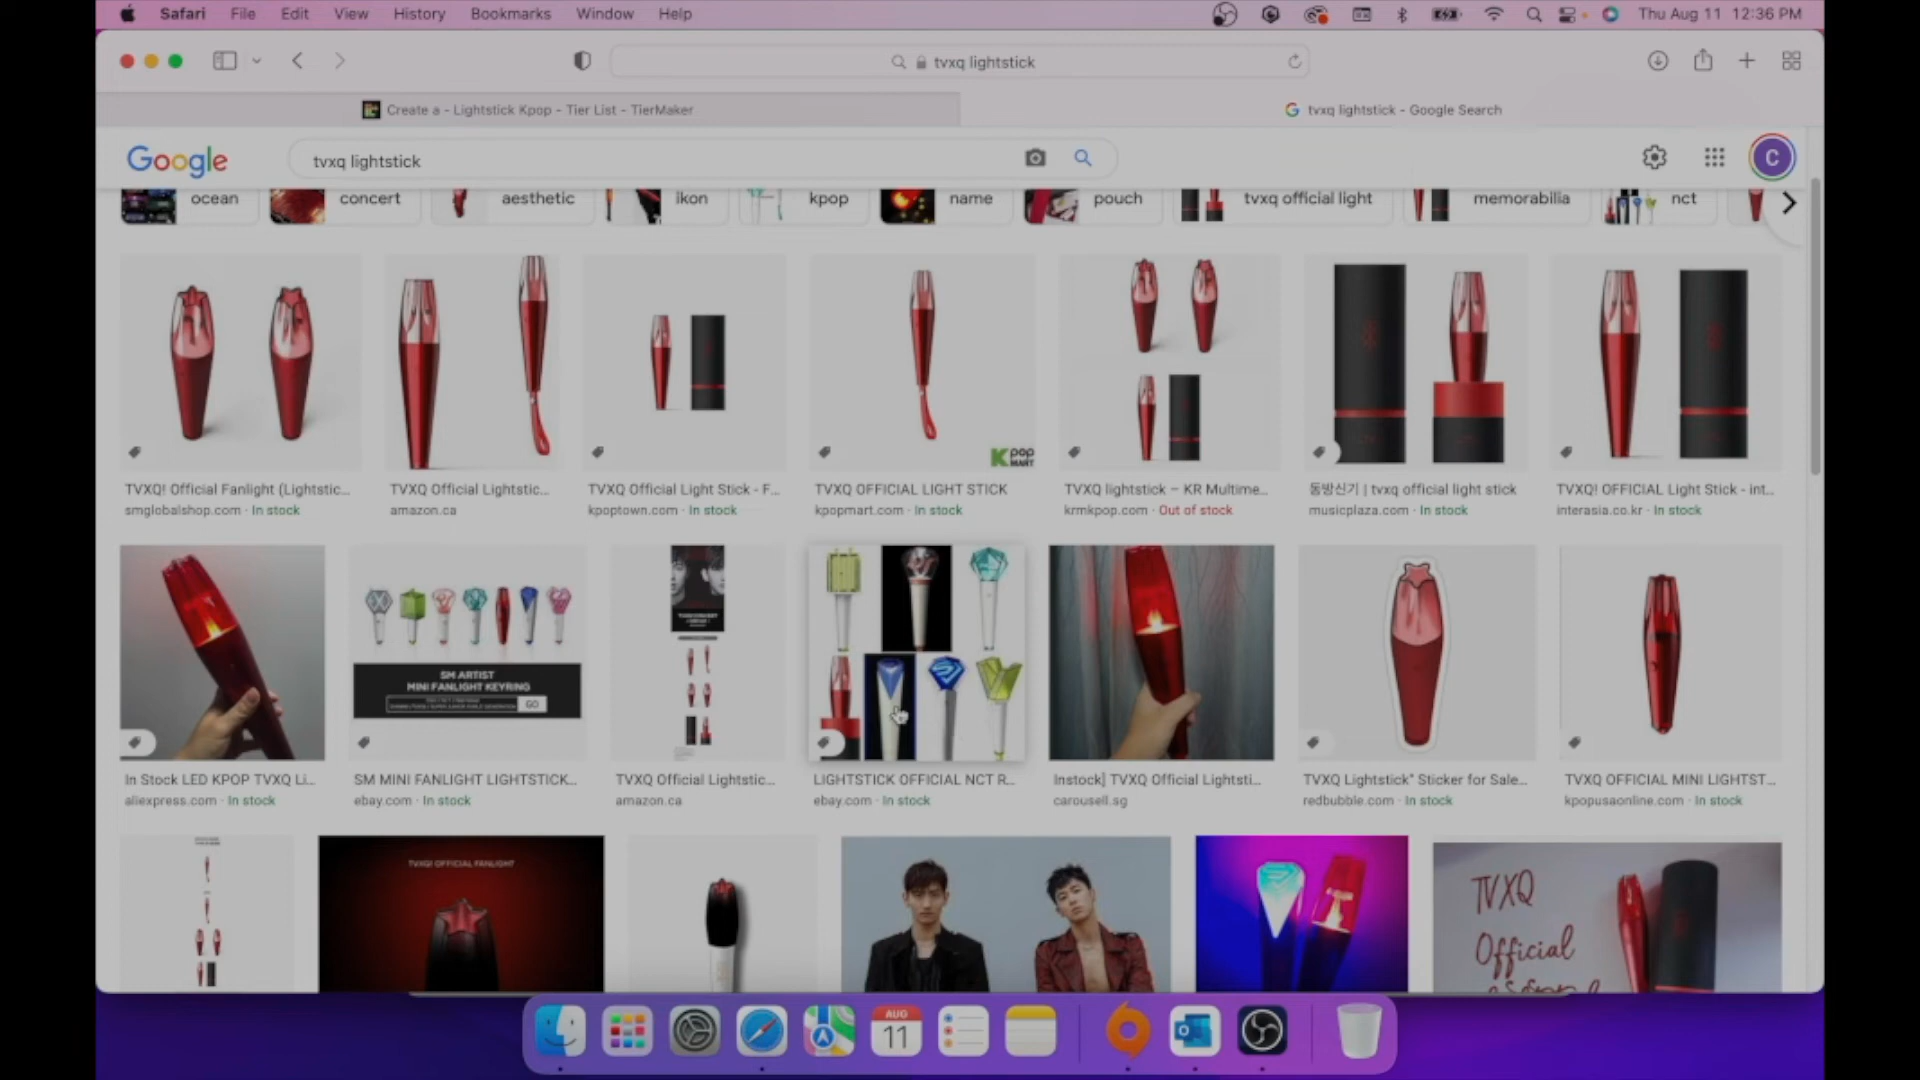 Safari File Edit View History Bookmarks Window Help Thu Aug 11 12:36 PM
tvxq lightstick
Create a - Lightstick Kpop - Tier List - TierMaker
tvxq lightstick - Google Search
Google
tvxq lightstick
C
ocean concert aesthetic ikon kpop name pouch tvxq official light memorabilia nct
Kpop
MART
TVXQ! Official Fanlight (Lightstic...
smglobalshop.com · In stock
TVXQ Official Lightstic...
amazon.ca
TVXQ Official Light Stick - F...
kpoptown.com · In stock
TVXQ OFFICIAL LIGHT STICK
kpopmart.com · In stock
TVXQ lightstick – KR Multime...
krmkpop.com · Out of stock
동방신기 | tvxq official light stick
musicplaza.com · In stock
TVXQ! OFFICIAL Light Stick - int...
interasia.co.kr · In stock
SM ARTIST
MINI FANLIGHT KEYRING
GO
In Stock LED KPOP TVXQ Li...
aliexpress.com · In stock
SM MINI FANLIGHT LIGHTSTICK...
ebay.com · In stock
TVXQ Official Lightstic...
amazon.ca
LIGHTSTICK OFFICIAL NCT R...
ebay.com · In stock
Instock] TVXQ Official Lightsti...
carousell.sg
TVXQ Lightstick" Sticker for Sale...
redbubble.com · In stock
TVXQ OFFICIAL MINI LIGHTST...
kpopusaonline.com · In stock
TVXQ! OFFICIAL FANLIGHT
TVXQ
Official
AUG
11